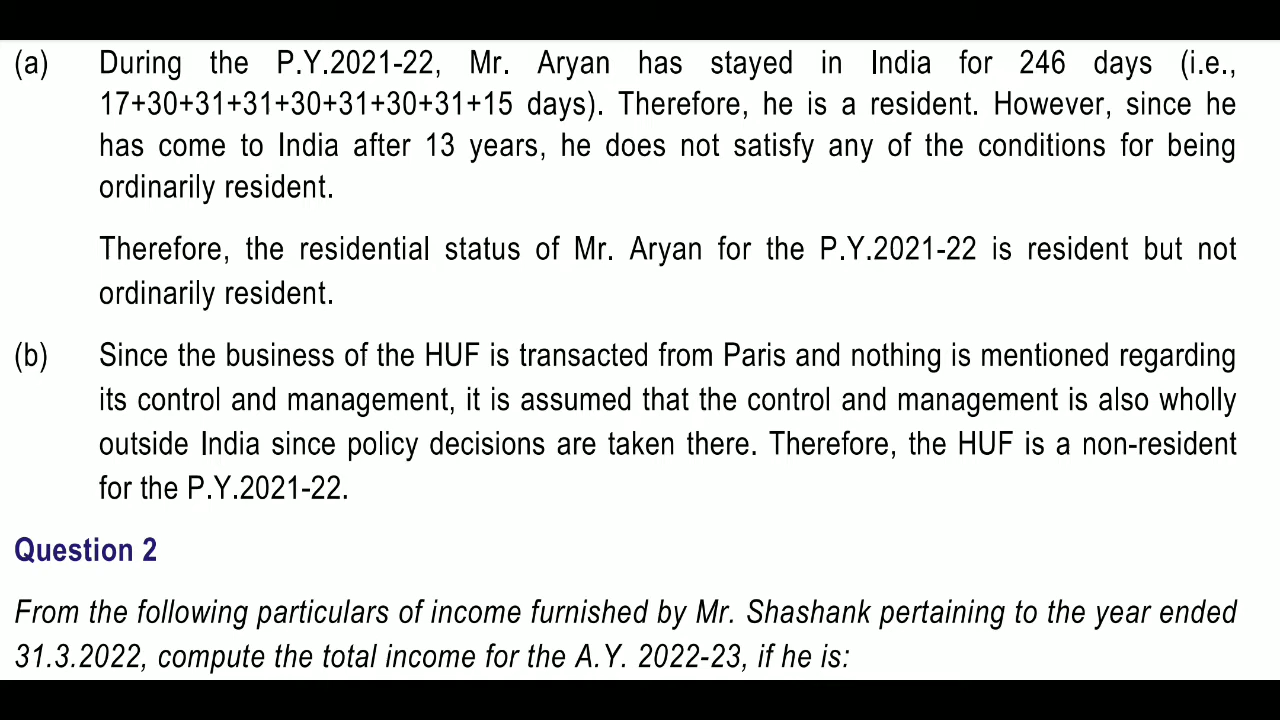 (a) During the P.Y.2021-22, Mr. Aryan has stayed in India for 246 days (i.e.,
17+30+31+31+30+31+30+31+15 days). Therefore, he is a resident. However, since he
has come to India after 13 years, he does not satisfy any of the conditions for being
ordinarily resident.
Therefore, the residential status of Mr. Aryan for the P.Y.2021-22 is resident but not
ordinarily resident.
(b) Since the business of the HUF is transacted from Paris and nothing is mentioned regarding
its control and management, it is assumed that the control and management is also wholly
outside India since policy decisions are taken there. Therefore, the HUF is a non-resident
for the P.Y.2021-22.
Question 2
From the following particulars of income furnished by Mr. Shashank pertaining to the year ended
31.3.2022, compute the total income for the A.Y. 2022-23, if he is: